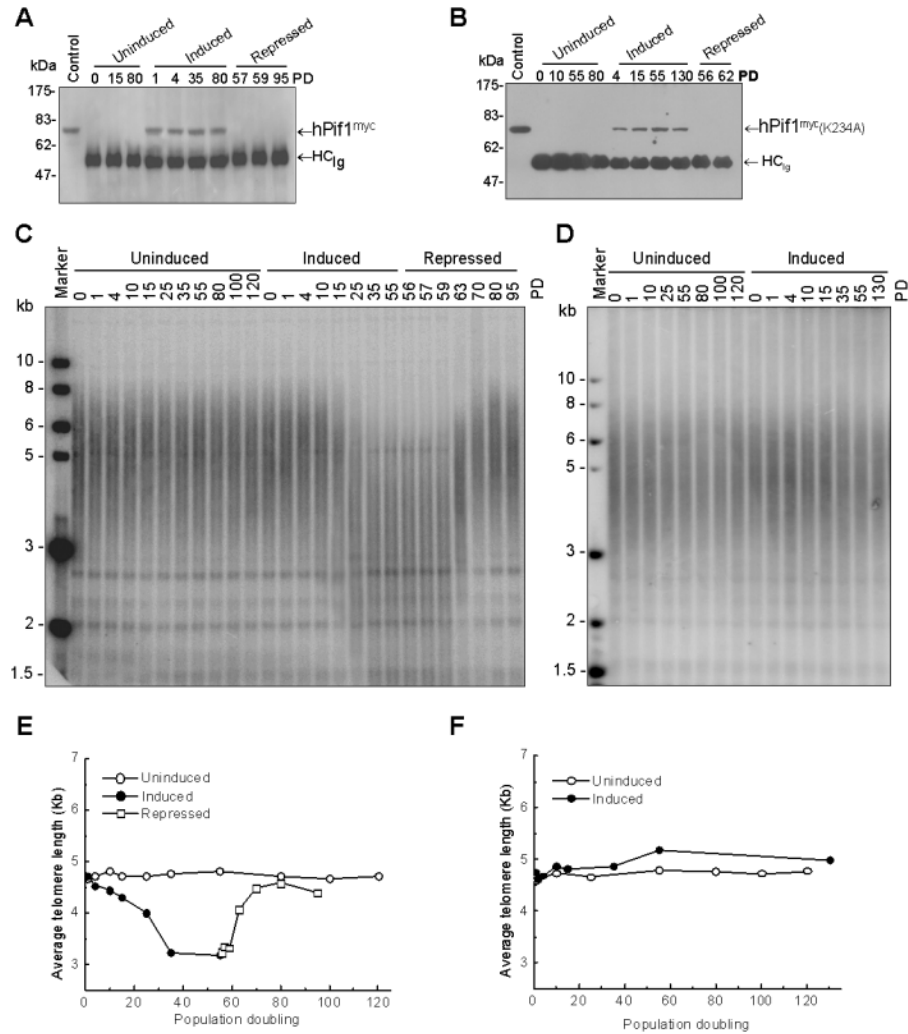 A
Control
Uninduced
Induced
Repressed
kDa
0 15 80 1 4 35 80 57 59 95 PD
175-
83-
62-
47-
←hPif1myc
←HCIg
B
Control
Uninduced
Induced
Repressed
kDa
0 10 55 80 4 15 55 130 56 62 PD
175-
83-
62-
47-
→hPif1myc(K234A)
← HCIg
C
Marker
Uninduced
Induced
Repressed
0 1 4 10 15 25 35 55 80 100 120 0 1 4 10 15 25 35 55 56 57 59 63 70 80 95 PD
kb
10 -
8 -
6 -
5 -
3 -
2 -
1.5 -
D
Marker
Uninduced
Induced
0 1 10 25 55 80 100 120 0 1 4 10 15 35 55 130 PD
kb
10 -
8 -
6 -
5 -
3 -
2 -
1.5 -
E
Average telomere length (Kb)
7
6
5
4
3
Uninduced
Induced
Repressed
0 20 40 60 80 100 120
Population doubling
F
Average telomere length (Kb)
7
6
5
4
3
Uninduced
Induced
0 20 40 60 80 100 120
Population doubling